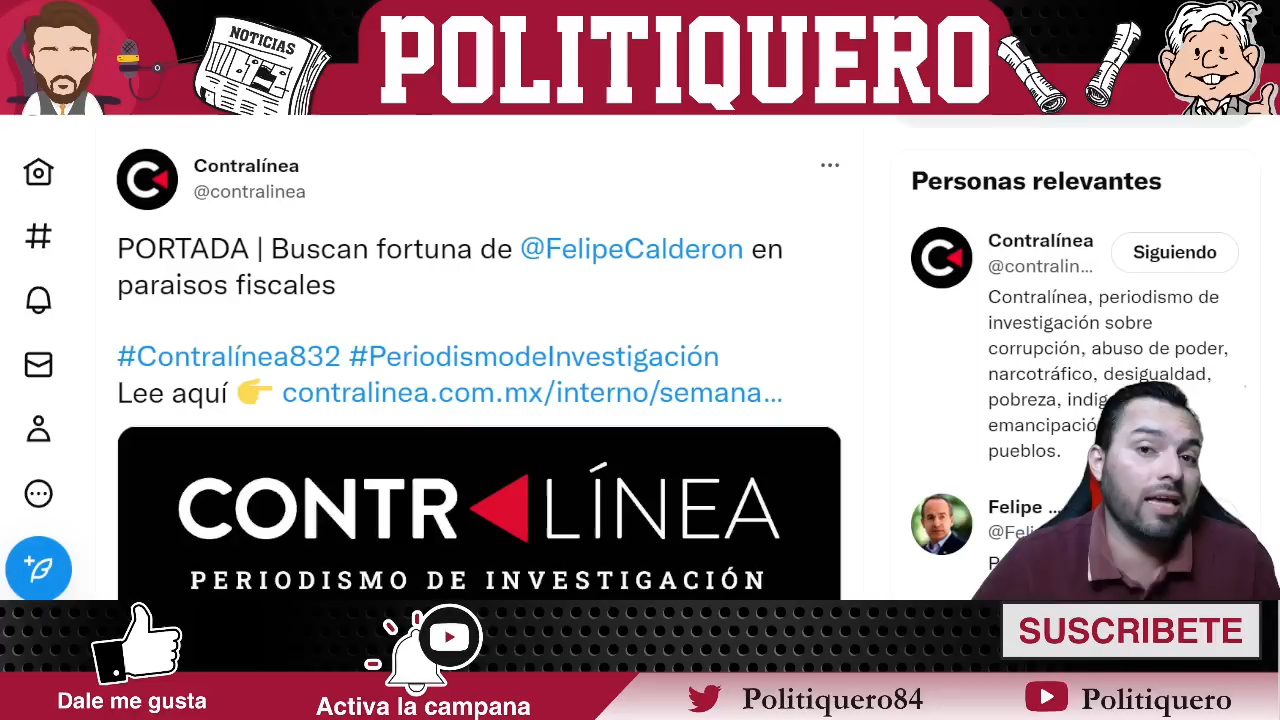 NOTICIAS
POLITIQUERO
Contralínea
@contralinea
PORTADA | Buscan fortuna de @FelipeCalderon en
paraisos fiscales
#Contralínea832 #PeriodismodeInvestigación
Lee aquí 👉 contralinea.com.mx/interno/semana...
CONTR LÍNEA
PERIODISMO DE INVESTIGACIÓN
Personas relevantes
Contralínea
@contralin...
Siguiendo
Contralínea, periodismo de
investigación sobre
corrupción, abuso de poder,
narcotráfico, desigualdad,
pobreza, indig
emancipació
pueblos.
Felipe ...
@Feli
SUSCRIBETE
Dale me gusta
Activa la campana
Politiquero84
Politiquero